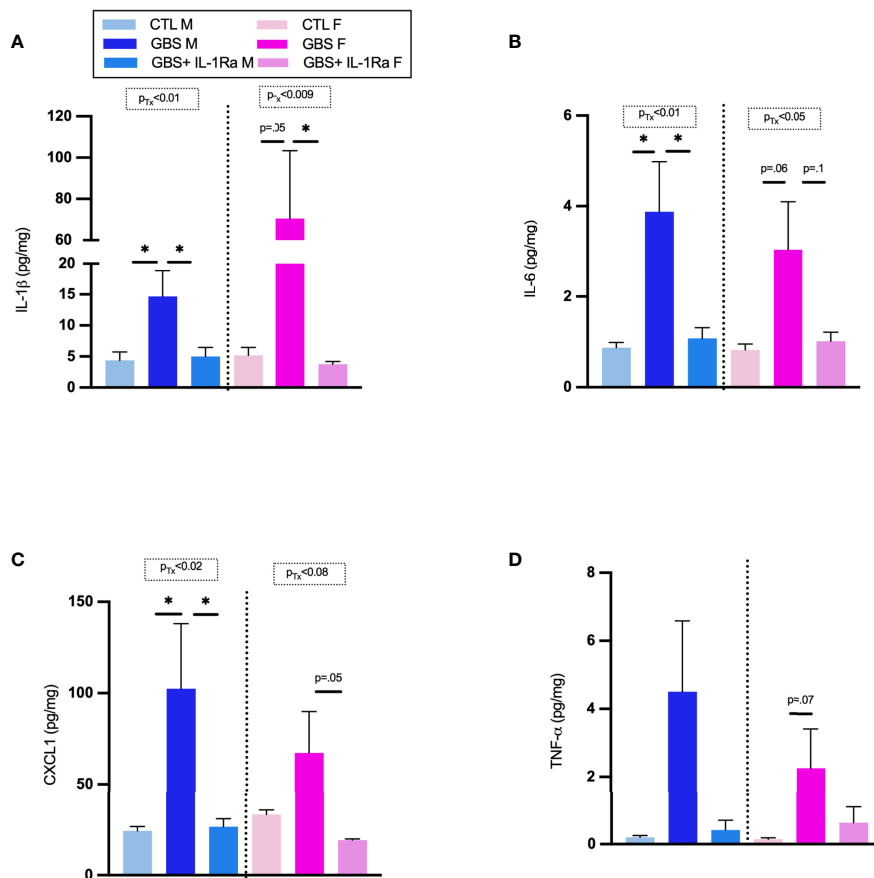 CTL M
CTL F
GBS M
GBS F
GBS+ IL-1Ra M
GBS+ IL-1Ra F
A
pTx<0.01
p-x<0.009
p=.05
*
*
*
120
100
80
60
20
15
10
5
0
IL-1β (pg/mg)
B
pTx<0.01
pTx<0.05
*
*
p=.06
p=.1
6
4
2
0
IL-6 (pg/mg)
C
pTx<0.02
pTx<0.08
*
*
p=.05
150
100
50
0
CXCL1 (pg/mg)
D
p=.07
8
6
4
2
0
TNF-α (pg/mg)